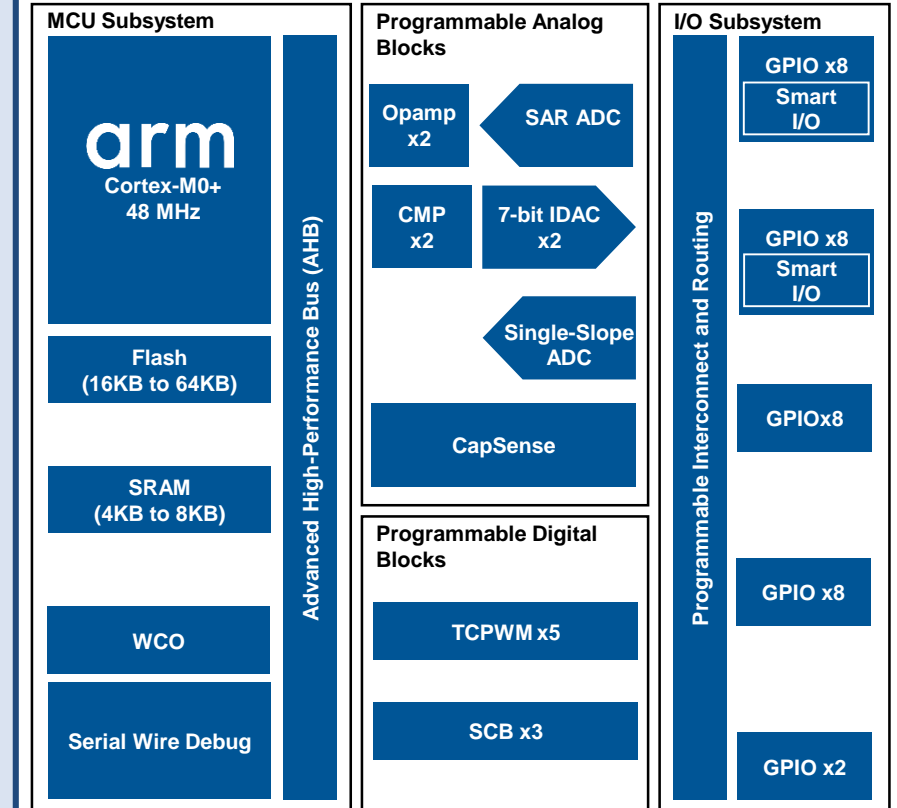 MCU Subsystem
arm
Cortex-M0+
48 MHz
Flash
(16KB to 64KB)
SRAM
(4KB to 8KB)
WCO
Serial Wire Debug
Advanced High-Performance Bus (AHB)
Programmable Analog
Blocks
Opamp
x2
SAR ADC
CMP
x2
7-bit IDAC
x2
Single-Slope
ADC
CapSense
Programmable Digital
Blocks
TCPWM x5
SCB x3
I/O Subsystem
Programmable Interconnect and Routing
GPIO x8
Smart
I/O
GPIO x8
Smart
I/O
GPIOx8
GPIO x8
GPIO x2